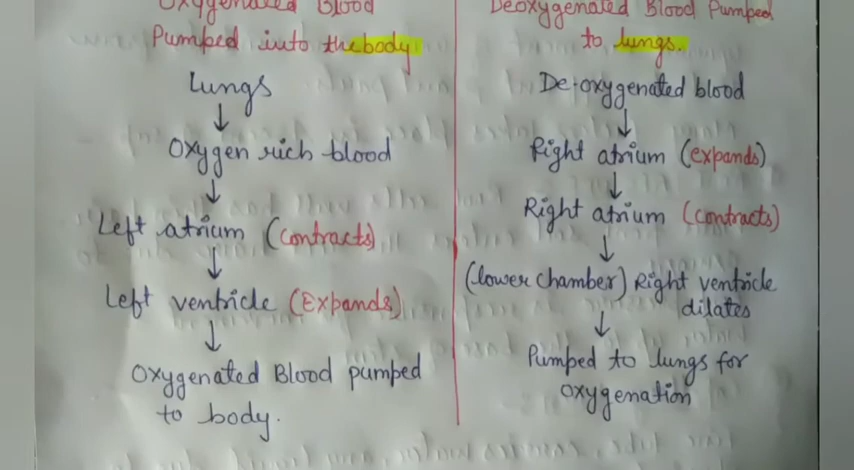 Oxygenated Blood
Pumped into the body
Lungs
↓
Oxygen rich blood
↓
Left atrium (contracts)
↓
Left ventricle (Expands)
↓
Oxygenated Blood pumped
to body.
Deoxygenated Blood Pumped
to lungs.
De-oxygenated blood
↓
Right atrium (expands)
↓
Right atrium (contracts)
↓
(lower chamber) Right ventricle
dilates
↓
Pumped to lungs for
oxygenation